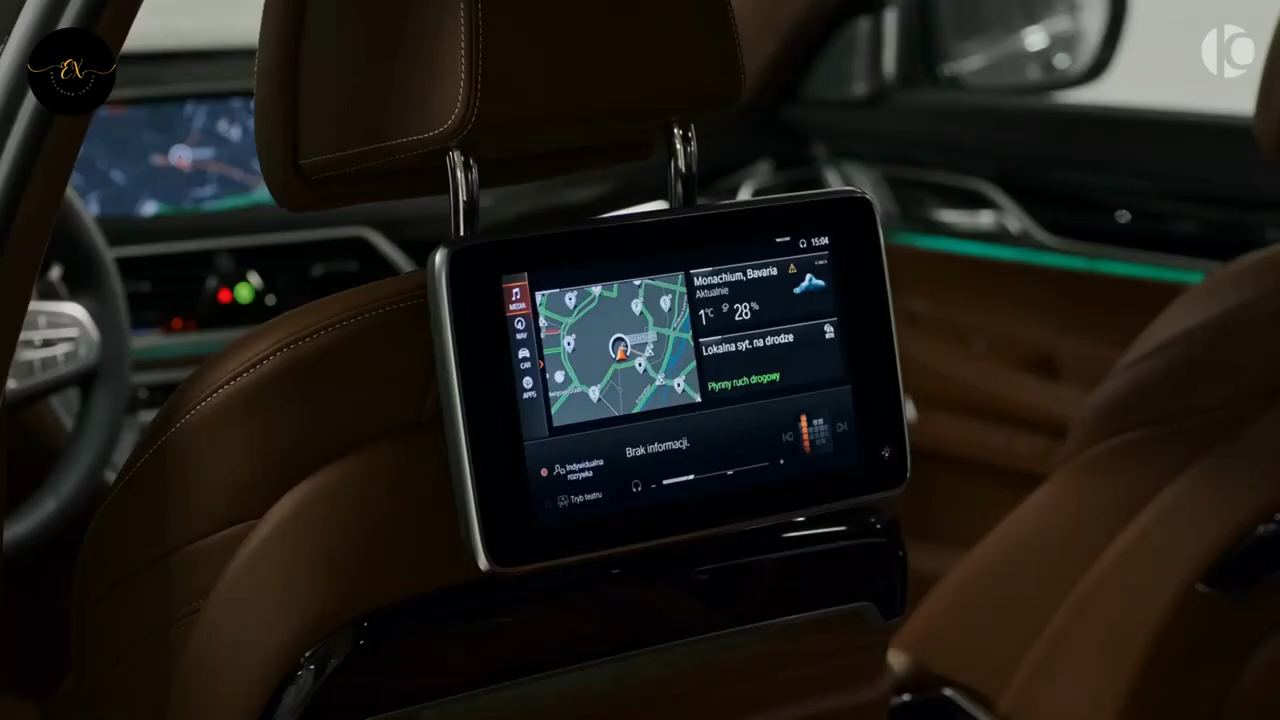 EX
15:04
MEDIA
NAV
CAR
APPS
Monachium, Bavaria
Aktualnie
1°C 28%
Lokalna syt. na drodze
Płynny ruch drogowy
Brak informacji.
Indywidualna
rozrywka
Tryb teatru